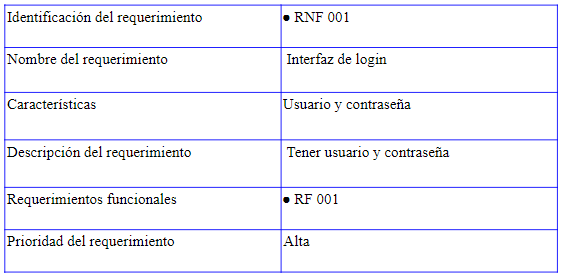 Identificación del requerimiento ● RNF 001
Nombre del requerimiento Interfaz de login
Características Usuario y contraseña
Descripción del requerimiento Tener usuario y contraseña
Requerimientos funcionales ● RF 001
Prioridad del requerimiento Alta